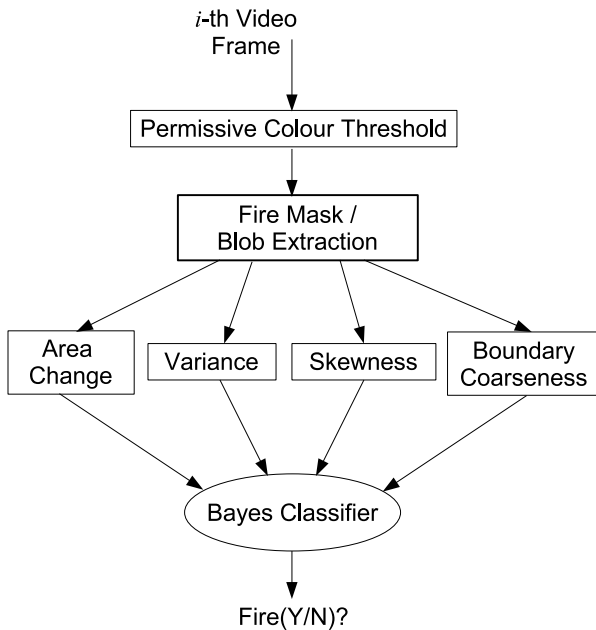 i-th Video
Frame
Permissive Colour Threshold
Fire Mask /
Blob Extraction
Area
Change
Variance
Skewness
Boundary
Coarseness
Bayes Classifier
Fire(Y/N)?